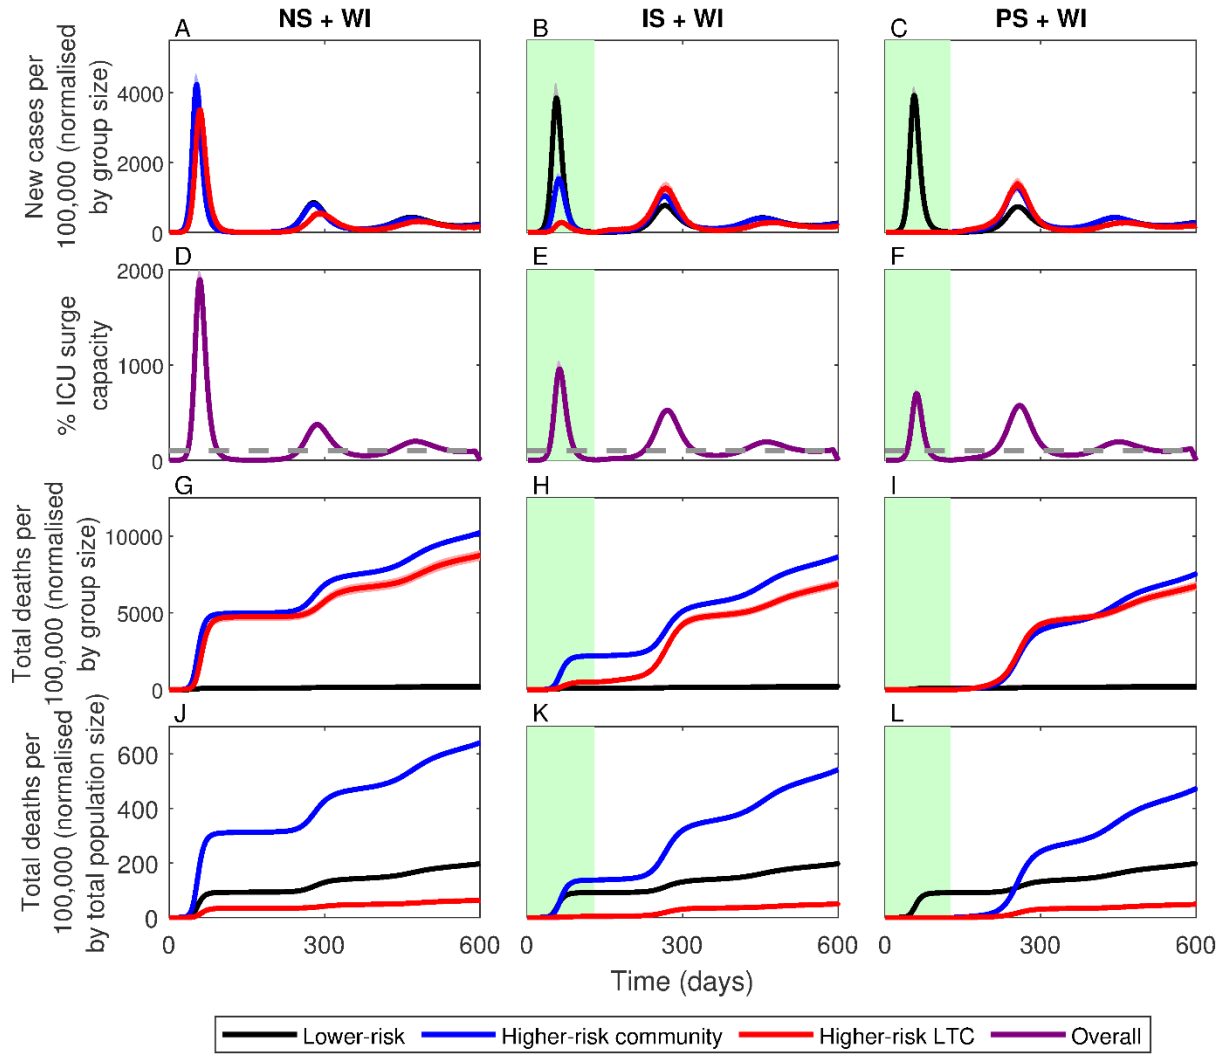 NS + WI
IS + WI
PS + WI
A
B
C
New cases per
100,000 (normalised
by group size)
4000
2000
0
D
E
F
% ICU surge
capacity
2000
1000
0
G
H
I
Total deaths per
100,000 (normalised
by group size)
10000
5000
0
J
K
L
Total deaths per
100,000 (normalised
by total population size)
600
400
200
0
0
300
600
0
300
600
0
300
600
Time (days)
Lower-risk
Higher-risk community
Higher-risk LTC
Overall